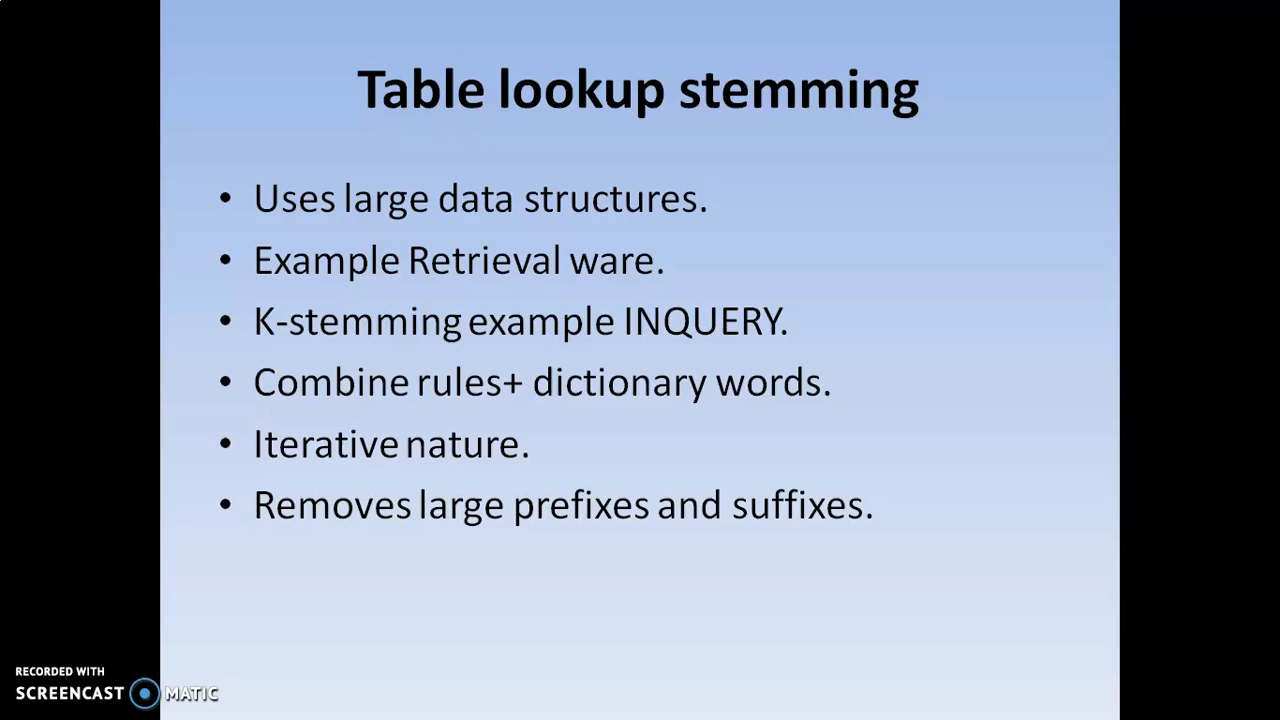 Table lookup stemming
• Uses large data structures.
• Example Retrieval ware.
• K-stemming example INQUERY.
• Combine rules+ dictionary words.
• Iterative nature.
• Removes large prefixes and suffixes.
RECORDED WITH
SCREENCAST MATIC